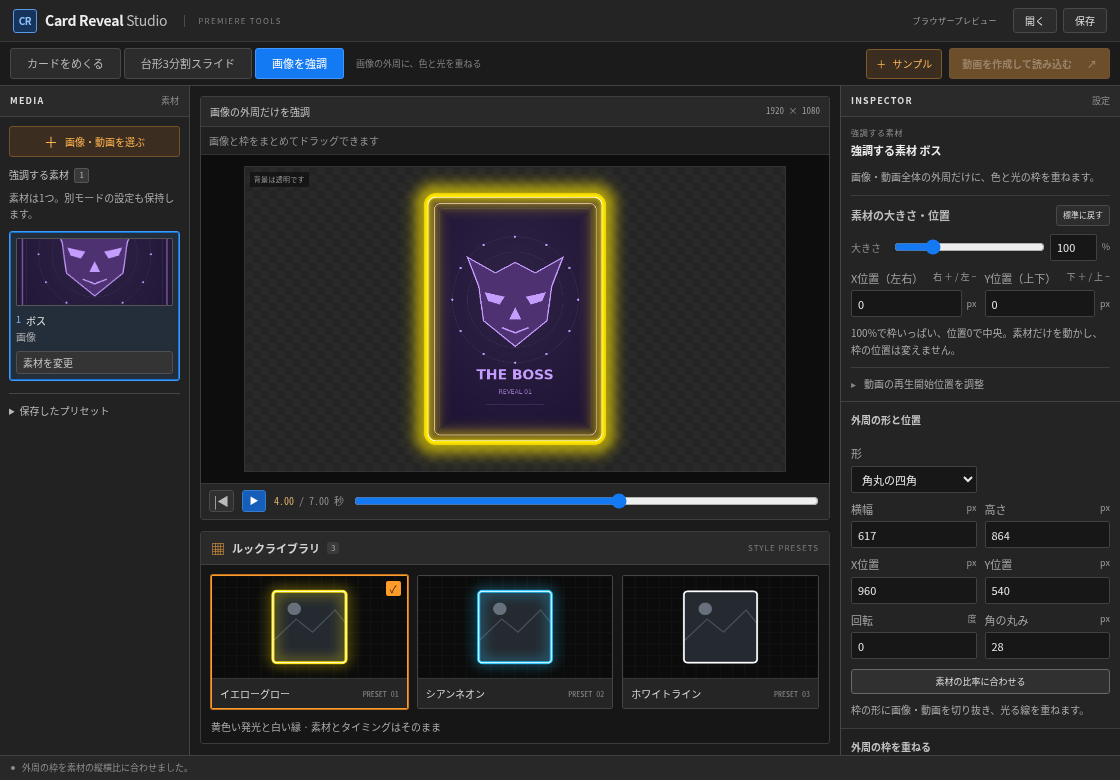 CR Card Reveal Studio PREMIERE TOOLS ブラウザープレビュー 開く 保存
カードをめくる 台形3分割スライド 画像を強調 画像の外周に、色と光を重ねる ＋ サンプル 動画を作成して読み込む ↗
MEDIA 素材
＋ 画像・動画を選ぶ
強調する素材 1
素材は1つ。別モードの設定も保持し
ます。
1 ボス
画像
素材を変更
▶ 保存したプリセット
画像の外周だけを強調 1920 × 1080
画像と枠をまとめてドラッグできます
背景は透明です
THE BOSS
REVEAL 01
4.00 / 7.00 秒
ルックライブラリ 3 STYLE PRESETS
✓
イエローグロー PRESET 01
シアンネオン PRESET 02
ホワイトライン PRESET 03
黄色い発光と白い縁・素材とタイミングはそのまま
INSPECTOR 設定
強調する素材
強調する素材 ボス
画像・動画全体の外周だけに、色と光の枠を重ねます。
素材の大きさ・位置 標準に戻す
大きさ 100 %
X位置（左右） 右＋/左− Y位置（上下） 下＋/上−
0 px 0 px
100%で枠いっぱい、位置0で中央。素材だけを動かし、
枠の位置は変えません。
▶ 動画の再生開始位置を調整
外周の形と位置
形
角丸の四角
横幅 px 高さ px
617 864
X位置 px Y位置 px
960 540
回転 度 角の丸み px
0 28
素材の比率に合わせる
枠の形に画像・動画を切り抜き、光る線を重ねます。
外周の枠を重ねる
● 外周の枠を素材の縦横比に合わせました。